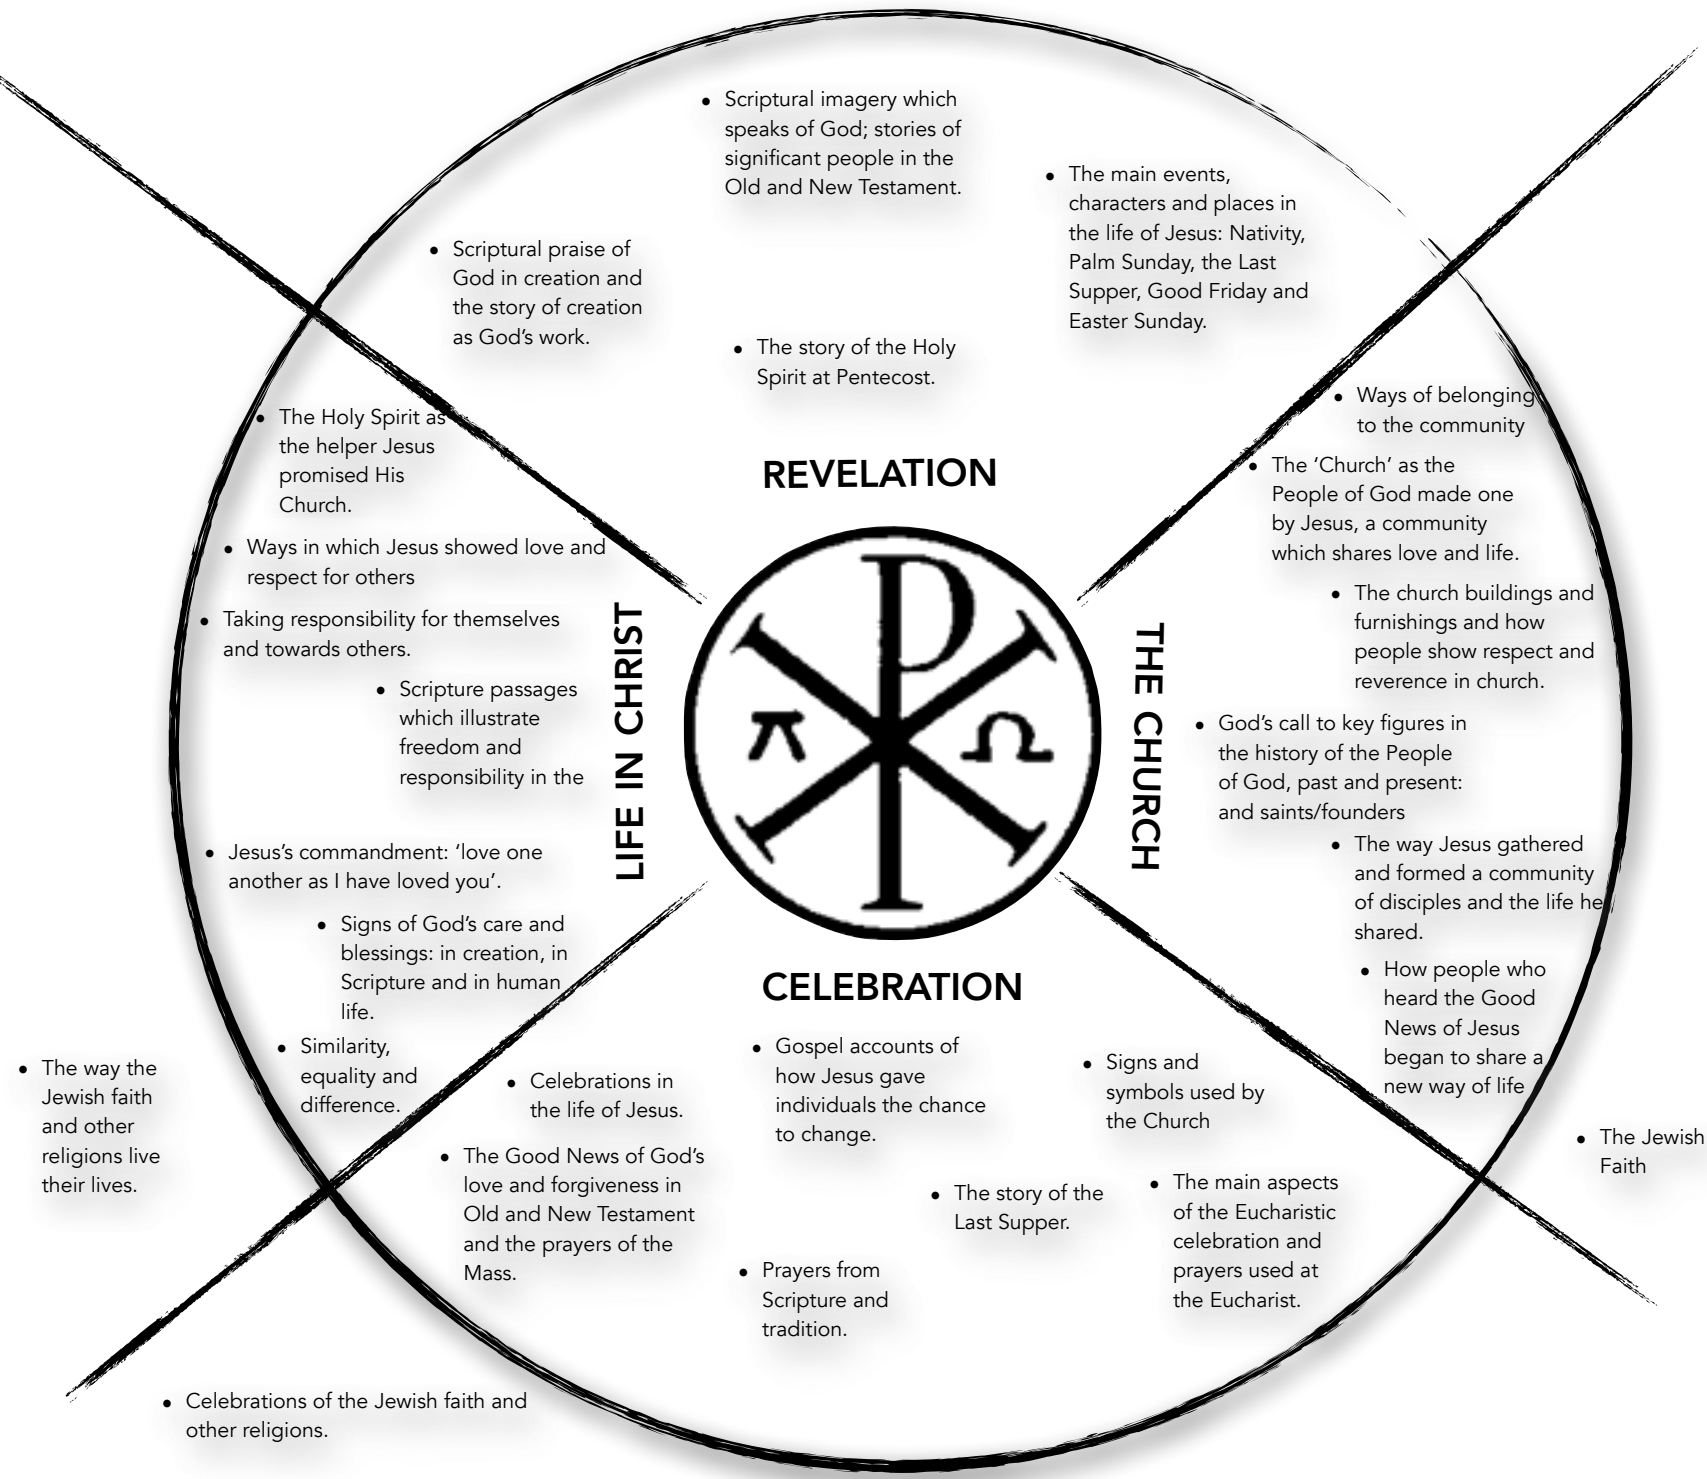 Scriptural imagery which
speaks of God; stories of
significant people in the
Old and New Testament.
The main events,
characters and places in
the life of Jesus: Nativity,
Palm Sunday, the Last
Supper, Good Friday and
Easter Sunday.
Scriptural praise of
God in creation and
the story of creation
as God’s work.
The story of the Holy
Spirit at Pentecost.
REVELATION
The Holy Spirit as
the helper Jesus
promised His
Church.
Ways in which Jesus showed love and
respect for others
Taking responsibility for themselves
and towards others.
Scripture passages
which illustrate
freedom and
responsibility in the
Jesus’s commandment: ‘love one
another as I have loved you’.
Signs of God’s care and
blessings: in creation, in
Scripture and in human
life.
Similarity,
equality and
difference.
LIFE IN CHRIST
The way the
Jewish faith
and other
religions live
their lives.
THE CHURCH
Ways of belonging
to the community
The ‘Church’ as the
People of God made one
by Jesus, a community
which shares love and life.
The church buildings and
furnishings and how
people show respect and
reverence in church.
God’s call to key figures in
the history of the People
of God, past and present:
and saints/founders
The way Jesus gathered
and formed a community
of disciples and the life he
shared.
How people who
heard the Good
News of Jesus
began to share a
new way of life
The Jewish
Faith
CELEBRATION
Celebrations in
the life of Jesus.
Gospel accounts of
how Jesus gave
individuals the chance
to change.
Signs and
symbols used by
the Church
The Good News of God’s
love and forgiveness in
Old and New Testament
and the prayers of the
Mass.
The story of the
Last Supper.
The main aspects
of the Eucharistic
celebration and
prayers used at
the Eucharist.
Prayers from
Scripture and
tradition.
Celebrations of the Jewish faith and
other religions.